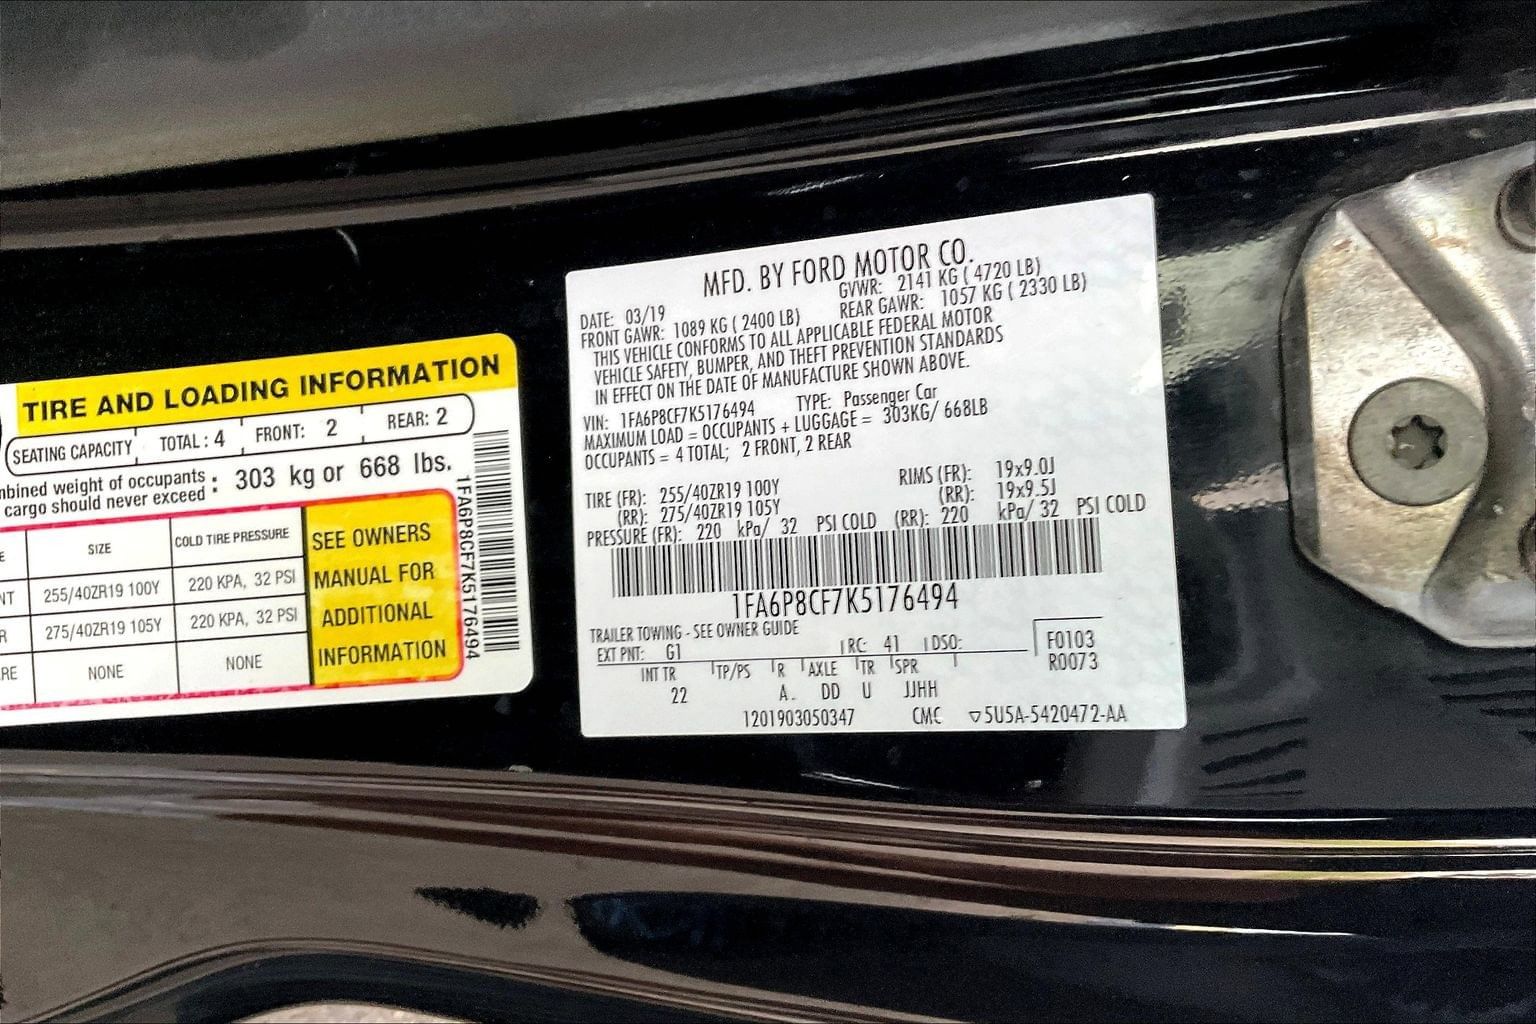 TIRE AND LOADING INFORMATION
SEATING CAPACITY TOTAL : 4 FRONT: 2 REAR: 2
of occupants : 303 kg or 668 lbs.
cargo should never exceed
SIZE COLD TIRE PRESSURE
255/40ZR19 100Y 220 KPA, 32 PSI
275/40ZR19 105Y 220 KPA, 32 PSI
NONE NONE
SEE OWNERS
MANUAL FOR
ADDITIONAL
INFORMATION
1FA6P8CF7K5176494
MFD. BY FORD MOTOR CO.
DATE: 03/19 GVWR: 2141 KG ( 4720 LB)
FRONT GAWR: 1089 KG ( 2400 LB) REAR GAWR: 1057 KG ( 2330 LB)
THIS VEHICLE CONFORMS TO ALL APPLICABLE FEDERAL MOTOR
VEHICLE SAFETY, BUMPER, AND THEFT PREVENTION STANDARDS
IN EFFECT ON THE DATE OF MANUFACTURE SHOWN ABOVE.
VIN: 1FA6P8CF7K5176494 TYPE: Passenger Car
MAXIMUM LOAD = OCCUPANTS + LUGGAGE = 303KG/ 668LB
OCCUPANTS = 4 TOTAL; 2 FRONT, 2 REAR
TIRE (FR): 255/40ZR19 100Y RIMS (FR): 19x9.0J
(RR): 275/40ZR19 105Y (RR): 19x9.5J
PRESSURE (FR): 220 kPa/ 32 PSI COLD (RR): 220 kPa/ 32 PSI COLD
1FA6P8CF7K5176494
TRAILER TOWING - SEE OWNER GUIDE
EXT PNT: G1 RC: 41 DSO: F0103
R0073
INT TR TP/PS R AXLE TR SPR
22 A. DD U JJHH
1201903050347 CMC ▽5U5A-5420472-AA